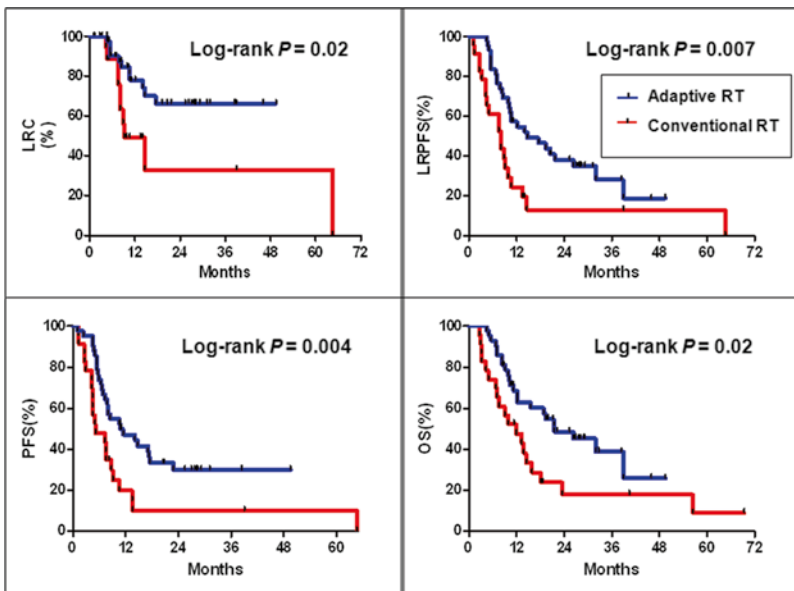 Log-rank P = 0.02
LRC
(%)
100
80
60
40
20
0
0 12 24 36 48 60 72
Months
Log-rank P = 0.007
Adaptive RT
Conventional RT
LRPFS(%)
100
80
60
40
20
0
0 12 24 36 48 60 72
Months
Log-rank P = 0.004
PFS(%)
100
80
60
40
20
0
0 12 24 36 48 60
Months
Log-rank P = 0.02
OS(%)
100
80
60
40
20
0
0 12 24 36 48 60 72
Months